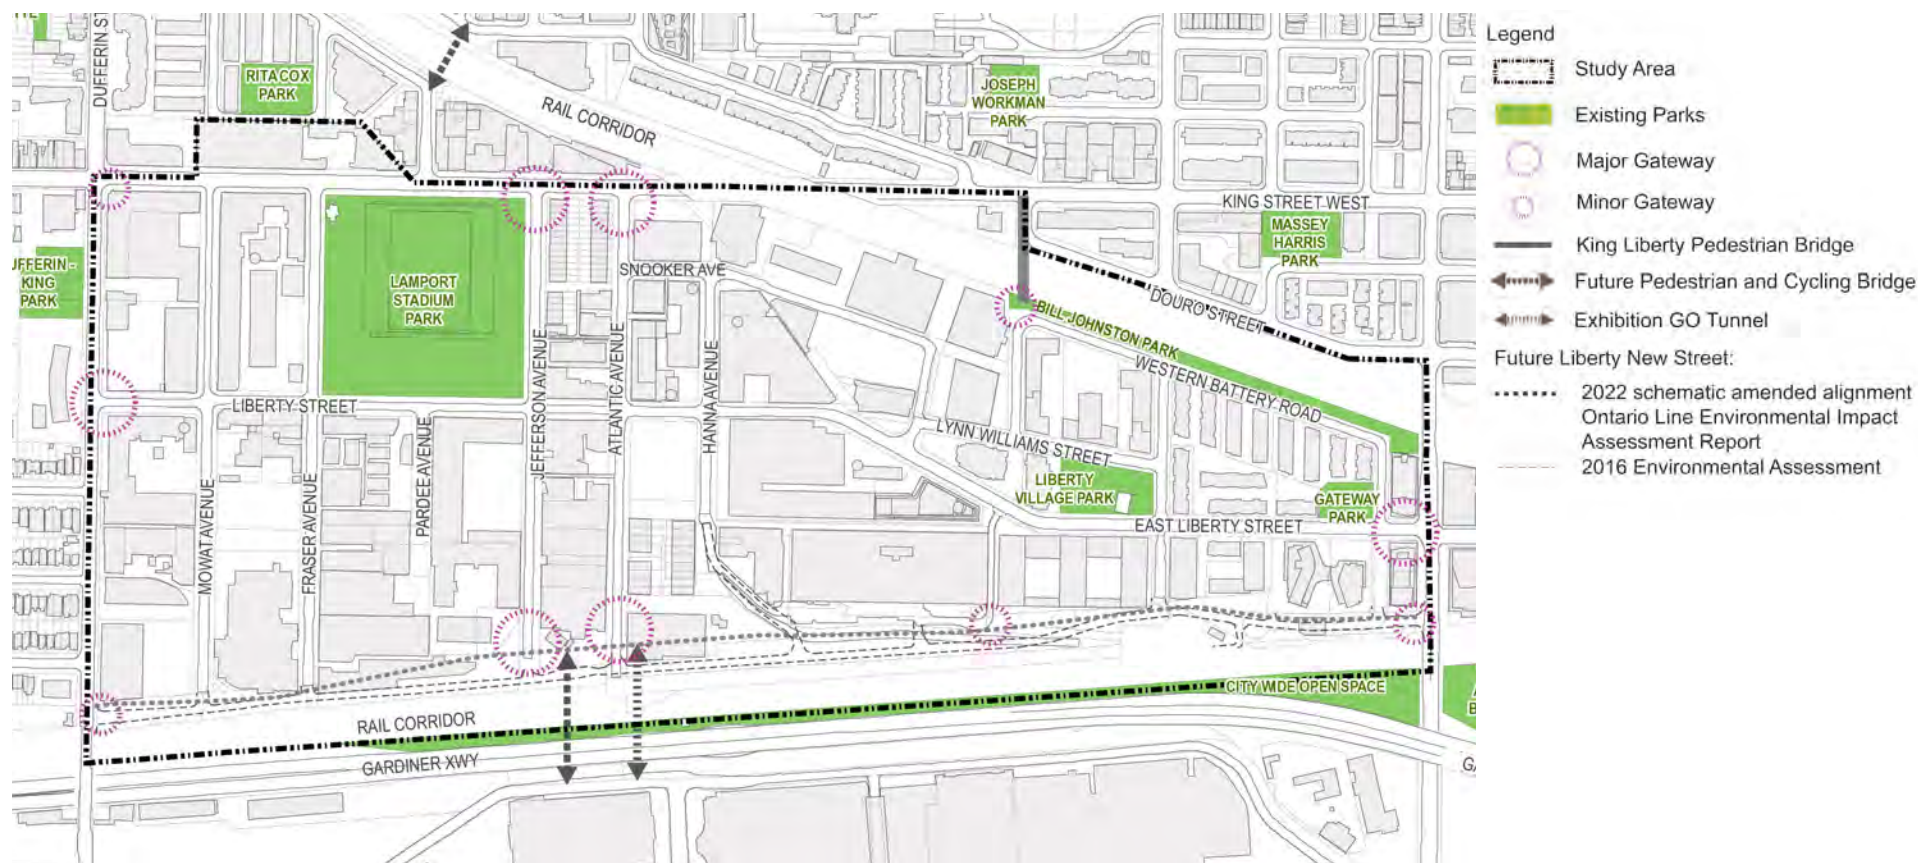 DUFFERIN ST
RITA COX
PARK
RAIL CORRIDOR
JOSEPH
WORKMAN
PARK
KING STREET WEST
MASSEY
HARRIS
PARK
UFFERIN -
KING
PARK
LAMPORT
STADIUM
PARK
SNOOKER AVE
BILL JOHNSTON PARK
DOURO STREET
WESTERN BATTERY ROAD
JEFFERSON AVENUE
ATLANTIC AVENUE
HANNA AVENUE
LIBERTY STREET
PARDEE AVENUE
LYNN WILLIAMS STREET
LIBERTY
VILLAGE PARK
GATEWAY
PARK
EAST LIBERTY STREET
MOWAT AVENUE
FRASER AVENUE
CITY WIDE OPEN SPACE
RAIL CORRIDOR
GARDINER XWY
Legend
Study Area
Existing Parks
Major Gateway
Minor Gateway
King Liberty Pedestrian Bridge
Future Pedestrian and Cycling Bridge
Exhibition GO Tunnel
Future Liberty New Street:
2022 schematic amended alignment
Ontario Line Environmental Impact
Assessment Report
2016 Environmental Assessment